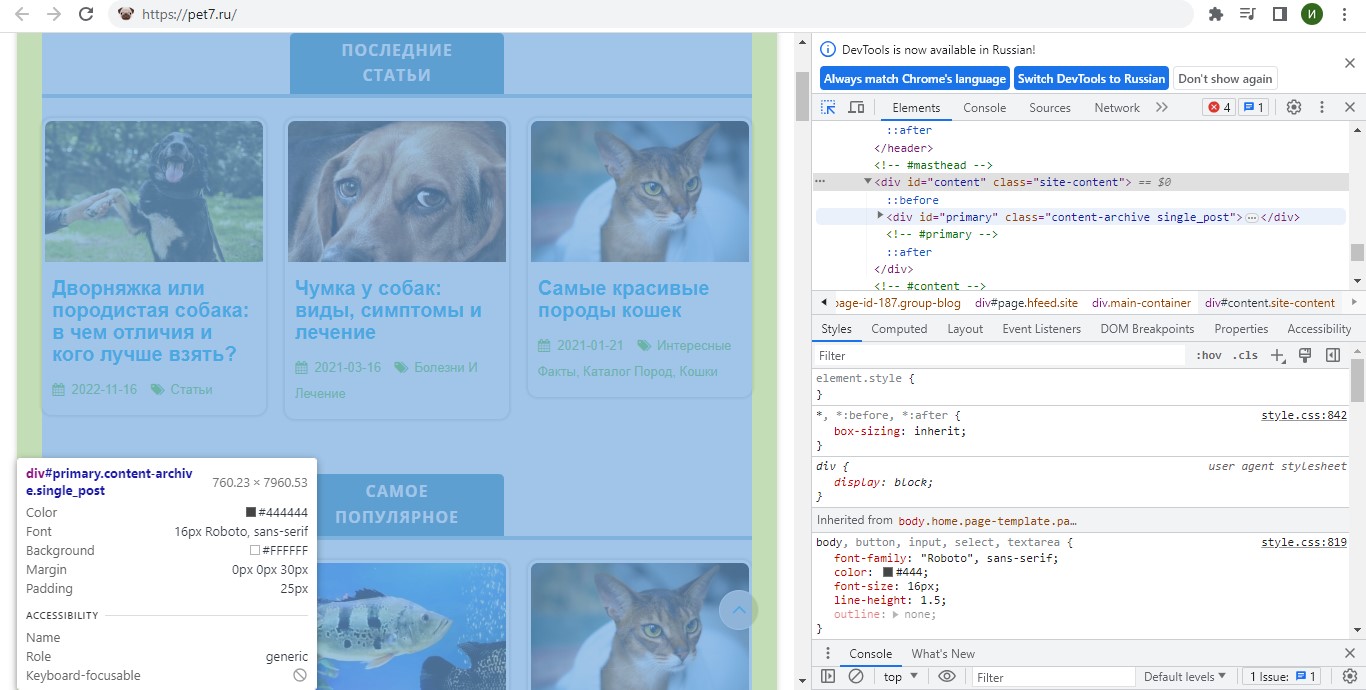 https://pet7.ru/
И
ПОСЛЕДНИЕ
СТАТЬИ
Дворняжка или
породистая собака:
в чем отличия и
кого лучше взять?
2022-11-16 Статьи
Чумка у собак:
виды, симптомы и
лечение
2021-03-16 Болезни И
Лечение
Самые красивые
породы кошек
2021-01-21 Интересные
Факты, Каталог Пород, Кошки
САМОЕ
ПОПУЛЯРНОЕ
div#primary.content-archiv
e.single_post 760.23 × 7960.53
Color #444444
Font 16px Roboto, sans-serif
Background #FFFFFF
Margin 0px 0px 30px
Padding 25px
ACCESSIBILITY
Name
Role generic
Keyboard-focusable
DevTools is now available in Russian!
Always match Chrome's language Switch DevTools to Russian Don't show again
Elements Console Sources Network 4 1
::after
</header>
<!-- #masthead -->
<div id="content" class="site-content"> == $0
::before
<div id="primary" class="content-archive single_post"> … </div>
<!-- #primary -->
::after
</div>
<!-- #content -->
page-id-187.group-blog div#page.hfeed.site div.main-container div#content.site-content
Styles Computed Layout Event Listeners DOM Breakpoints Properties Accessibility
Filter :hov .cls
element.style {
}
*, *:before, *:after { style.css:842
box-sizing: inherit;
}
div { user agent stylesheet
display: block;
}
Inherited from body.home.page-template.pa…
body, button, input, select, textarea { style.css:819
font-family: "Roboto", sans-serif;
color: #444;
font-size: 16px;
line-height: 1.5;
outline: none;
}
Console What's New
top Filter Default levels 1 Issue: 1